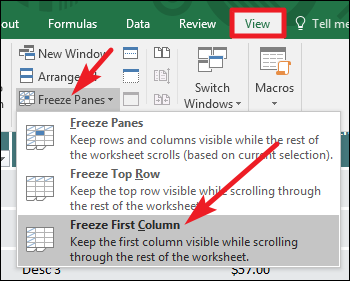 out Data Review View Tell me
New Window
Arrange
Freeze Panes
Switch
Windows
Macros
Freeze Panes
Keep rows and columns visible while the rest of
the worksheet scrolls (based on current selection).
Freeze Top Row
Keep the top row visible while scrolling through
the rest of the worksheet.
Freeze First Column
Keep the first column visible while scrolling
through the rest of the worksheet.
Desc 3 $57.00